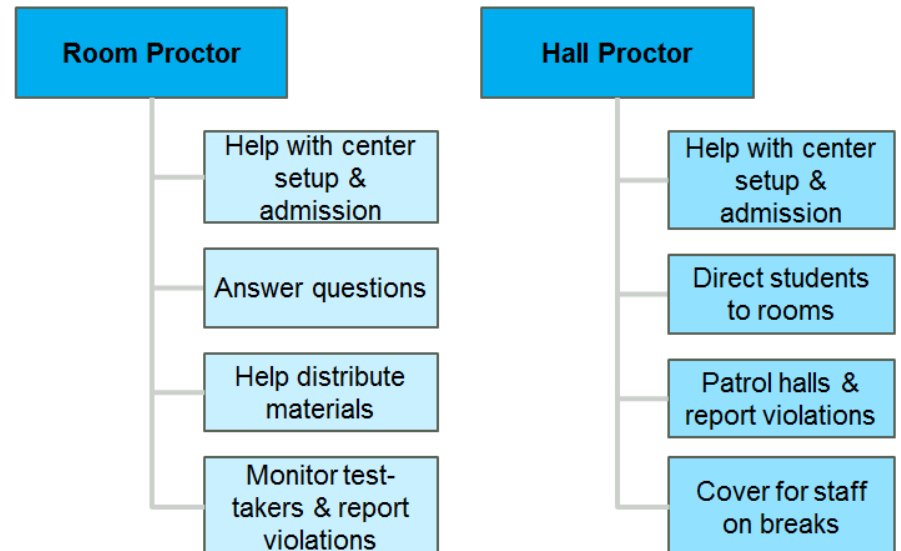 Room Proctor
Help with center
setup &
admission
Answer questions
Help distribute
materials
Monitor test-
takers & report
violations
Hall Proctor
Help with center
setup &
admission
Direct students
to rooms
Patrol halls &
report violations
Cover for staff
on breaks